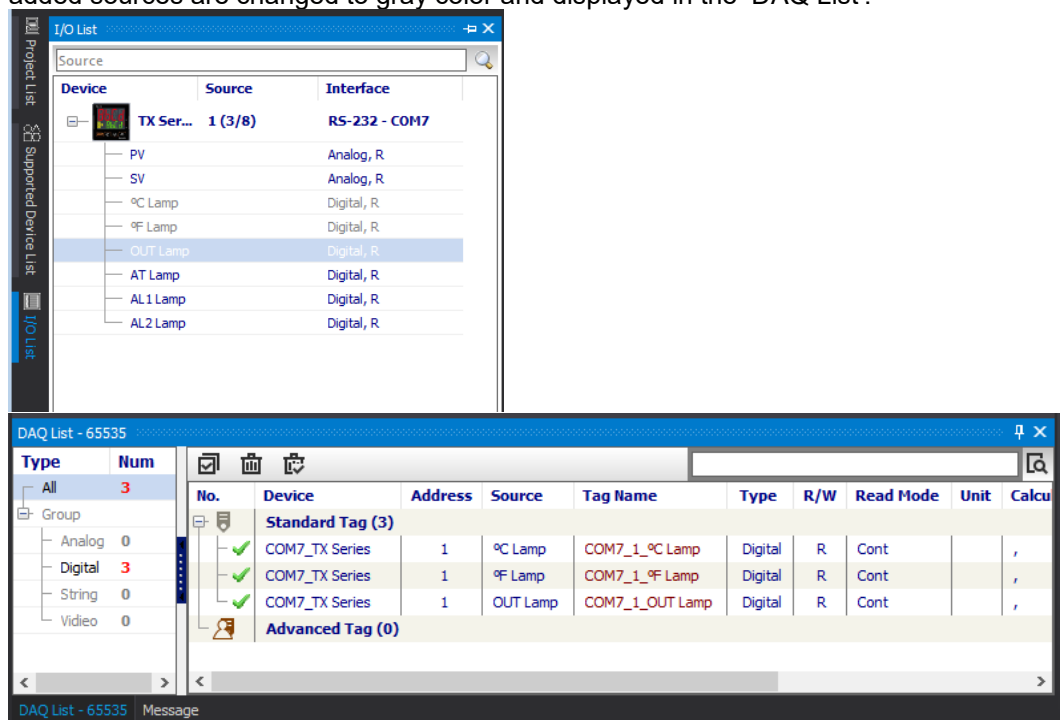 added sources are changed to gray color and displayed in the 'DAQ List'.
Project List
Supported Device List
I/O List
I/O List
Source
Device Source Interface
TX Ser... 1 (3/8) RS-232 - COM7
PV Analog, R
SV Analog, R
ºC Lamp Digital, R
ºF Lamp Digital, R
OUT Lamp Digital, R
AT Lamp Digital, R
AL1 Lamp Digital, R
AL2 Lamp Digital, R
DAQ List - 65535
Type Num
All 3
Group
Analog 0
Digital 3
String 0
Vidieo 0
No. Device Address Source Tag Name Type R/W Read Mode Unit Calcu
Standard Tag (3)
COM7_TX Series 1 ºC Lamp COM7_1_ºC Lamp Digital R Cont ,
COM7_TX Series 1 ºF Lamp COM7_1_ºF Lamp Digital R Cont ,
COM7_TX Series 1 OUT Lamp COM7_1_OUT Lamp Digital R Cont ,
Advanced Tag (0)
DAQ List - 65535 Message